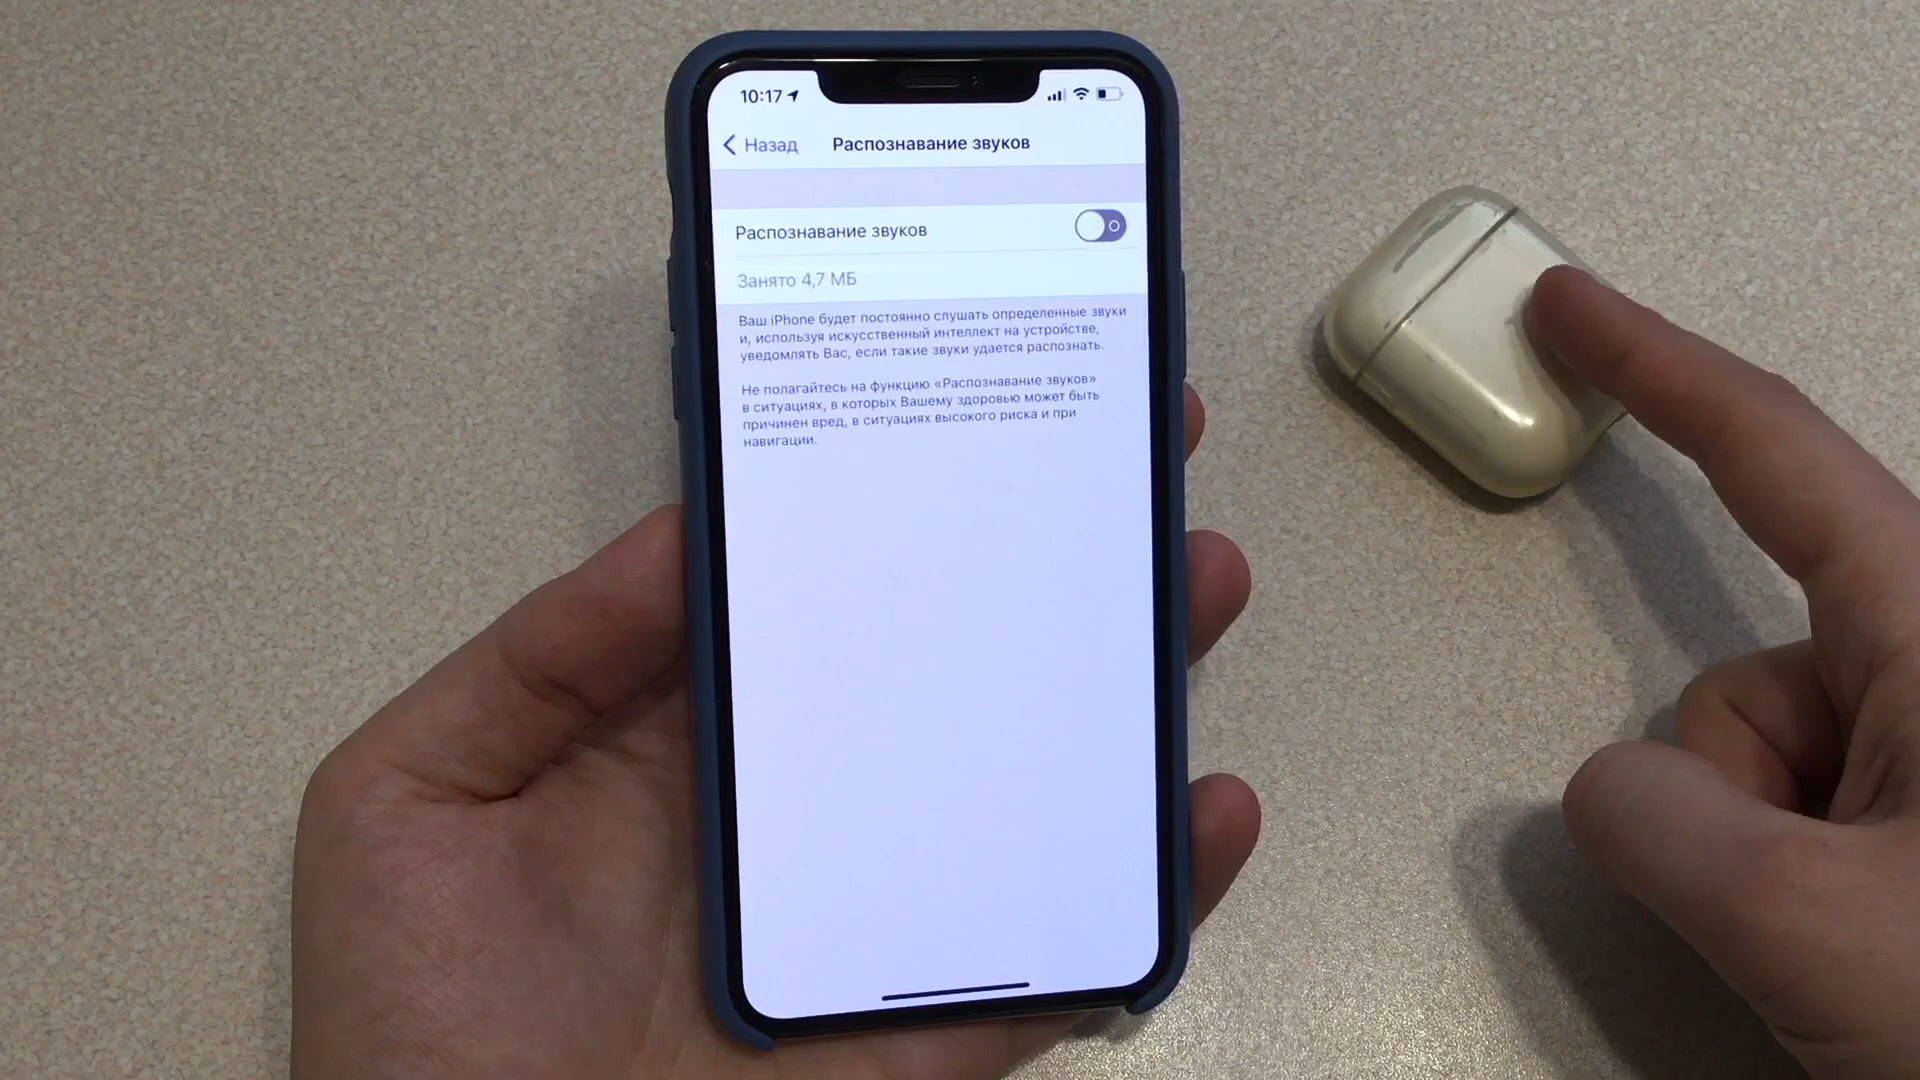 10:17
Назад
Распознавание звуков
Распознавание звуков
Занято 4,7 МБ
Ваш iPhone будет постоянно слушать определенные звуки
и, используя искусственный интеллект на устройстве,
уведомлять Вас, если такие звуки удается распознать.
Не полагайтесь на функцию «Распознавание звуков»
в ситуациях, в которых Вашему здоровью может быть
причинен вред, в ситуациях высокого риска и при
навигации.